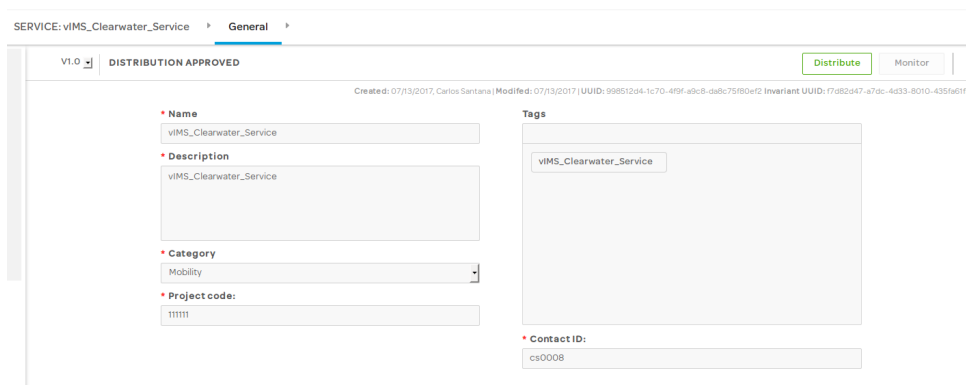 SERVICE: vIMS_Clearwater_Service General
V1.0 DISTRIBUTION APPROVED Distribute Monitor
Created: 07/13/2017, Carlos Santana | Modifed: 07/13/2017 | UUID: 998512d4-1c70-4f9f-a9c8-da8c75f80ef2 Invariant UUID: f7d82d47-a7dc-4d33-8010-435fa61f
* Name
vIMS_Clearwater_Service
* Description
vIMS_Clearwater_Service
* Category
Mobility
* Project code:
111111
Tags
vIMS_Clearwater_Service
* Contact ID:
cs0008